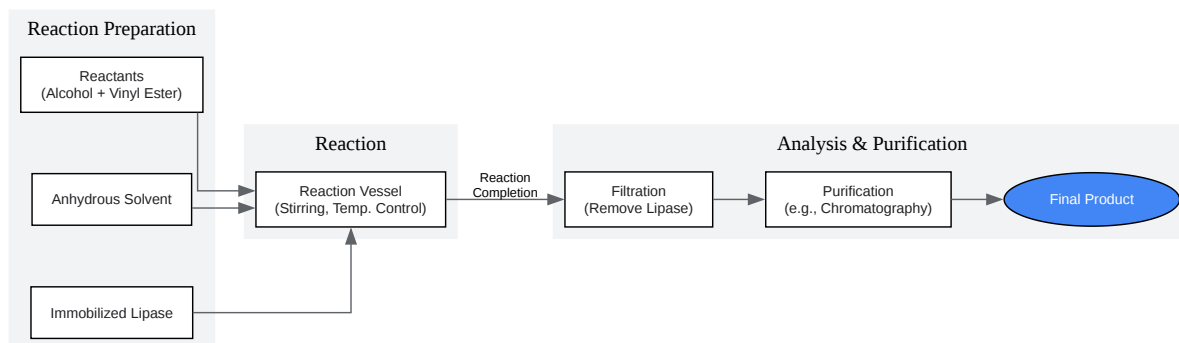 Reaction Preparation
Reactants
(Alcohol + Vinyl Ester)
Anhydrous Solvent
Immobilized Lipase
Reaction
Reaction Vessel
(Stirring, Temp. Control)
Reaction
Completion
Analysis & Purification
Filtration
(Remove Lipase)
Purification
(e.g., Chromatography)
Final Product